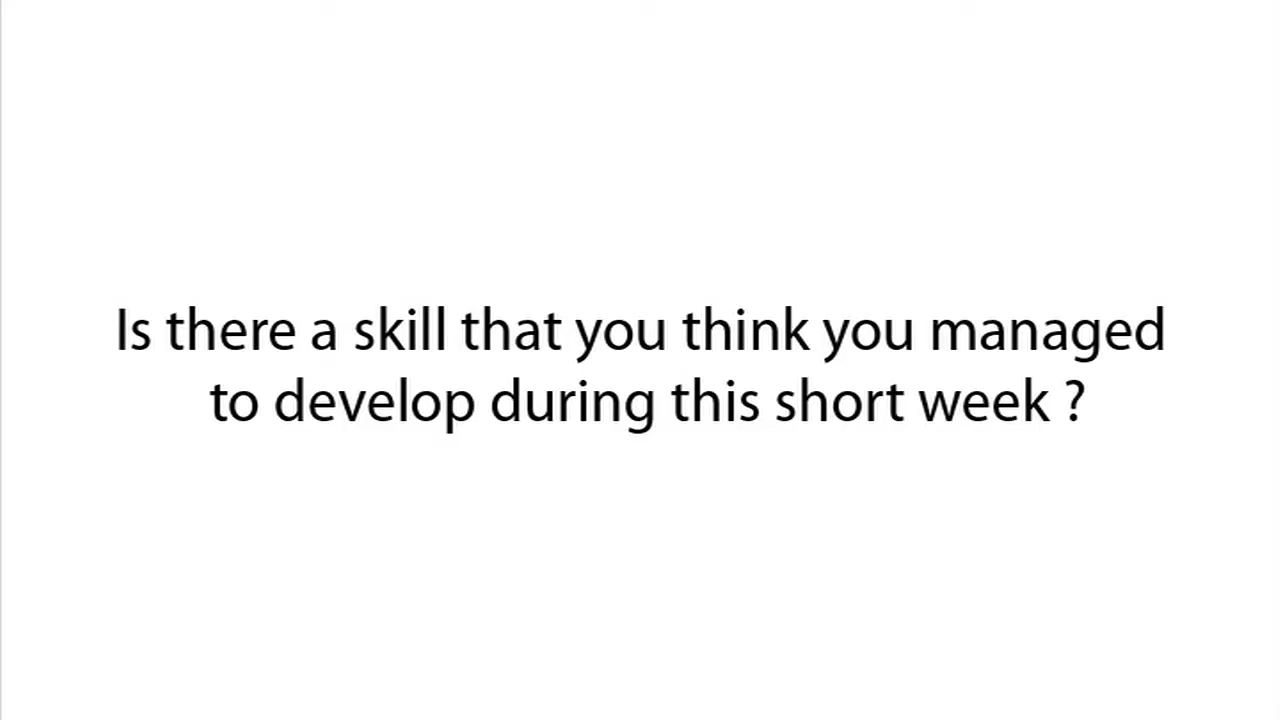 Is there a skill that you think you managed
to develop during this short week ?